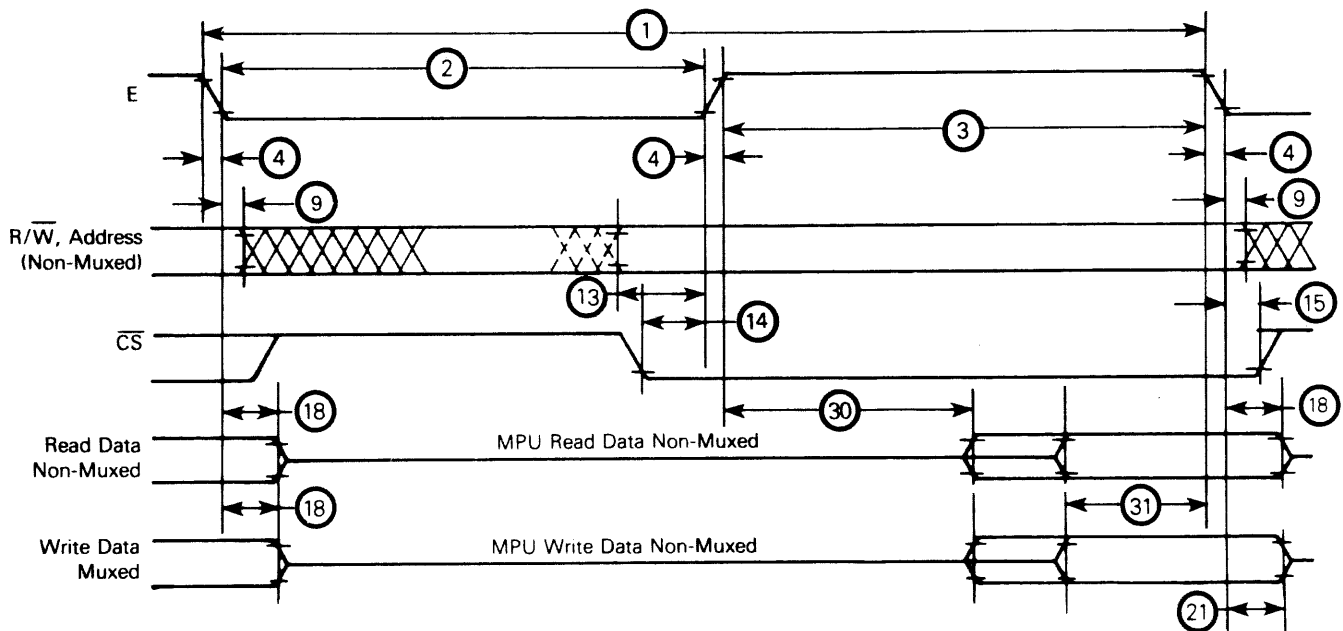 1
2
E
3
4
4
4
9
9
R/W̅, Address
(Non-Muxed)
13
14
15
C̅S̅
18
30
18
Read Data
Non-Muxed
MPU Read Data Non-Muxed
18
31
Write Data
Muxed
MPU Write Data Non-Muxed
21